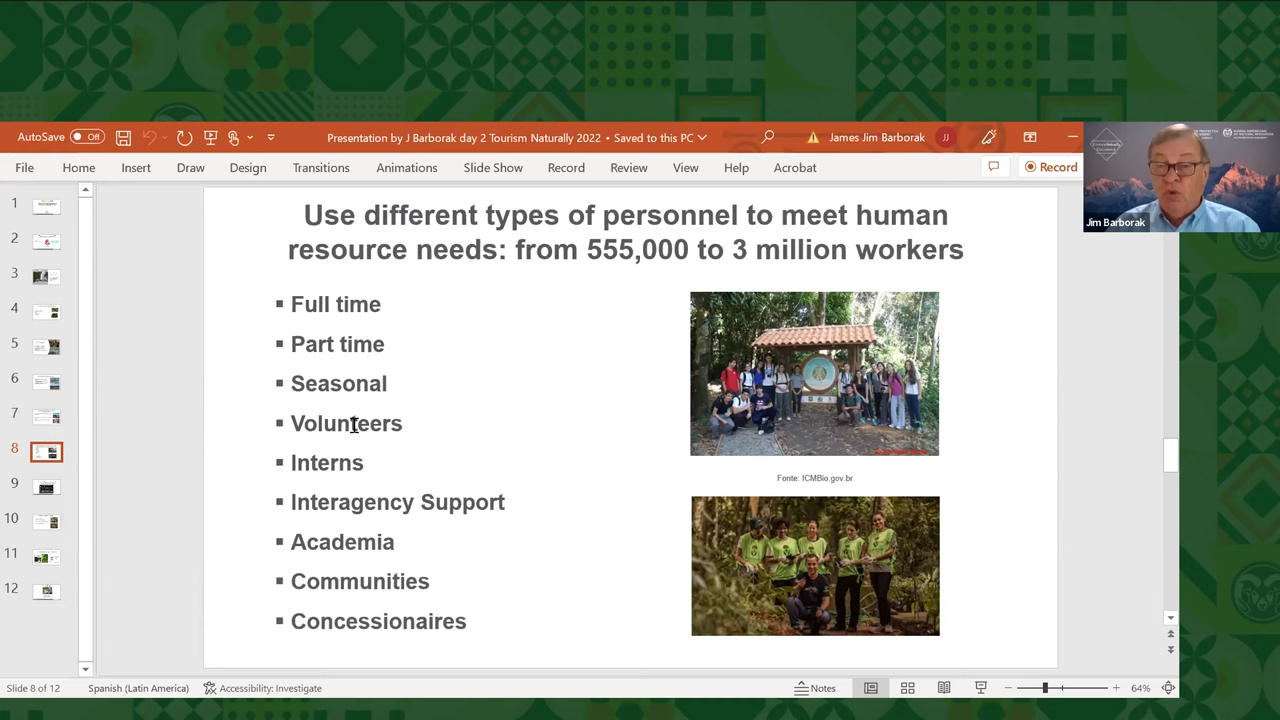 AutoSave Off
Presentation by J Barborak day 2 Tourism Naturally 2022 • Saved to this PC
James Jim Barborak
JJ
File Home Insert Draw Design Transitions Animations Slide Show Record Review View Help Acrobat
Record
Jim Barborak
1
2
3
4
5
6
7
8
9
10
11
12
Use different types of personnel to meet human
resource needs: from 555,000 to 3 million workers
▪ Full time
▪ Part time
▪ Seasonal
▪ Volunteers
▪ Interns
▪ Interagency Support
▪ Academia
▪ Communities
▪ Concessionaires
Fonte: ICMBio.gov.br
Slide 8 of 12 Spanish (Latin America) Accessibility: Investigate Notes 64%